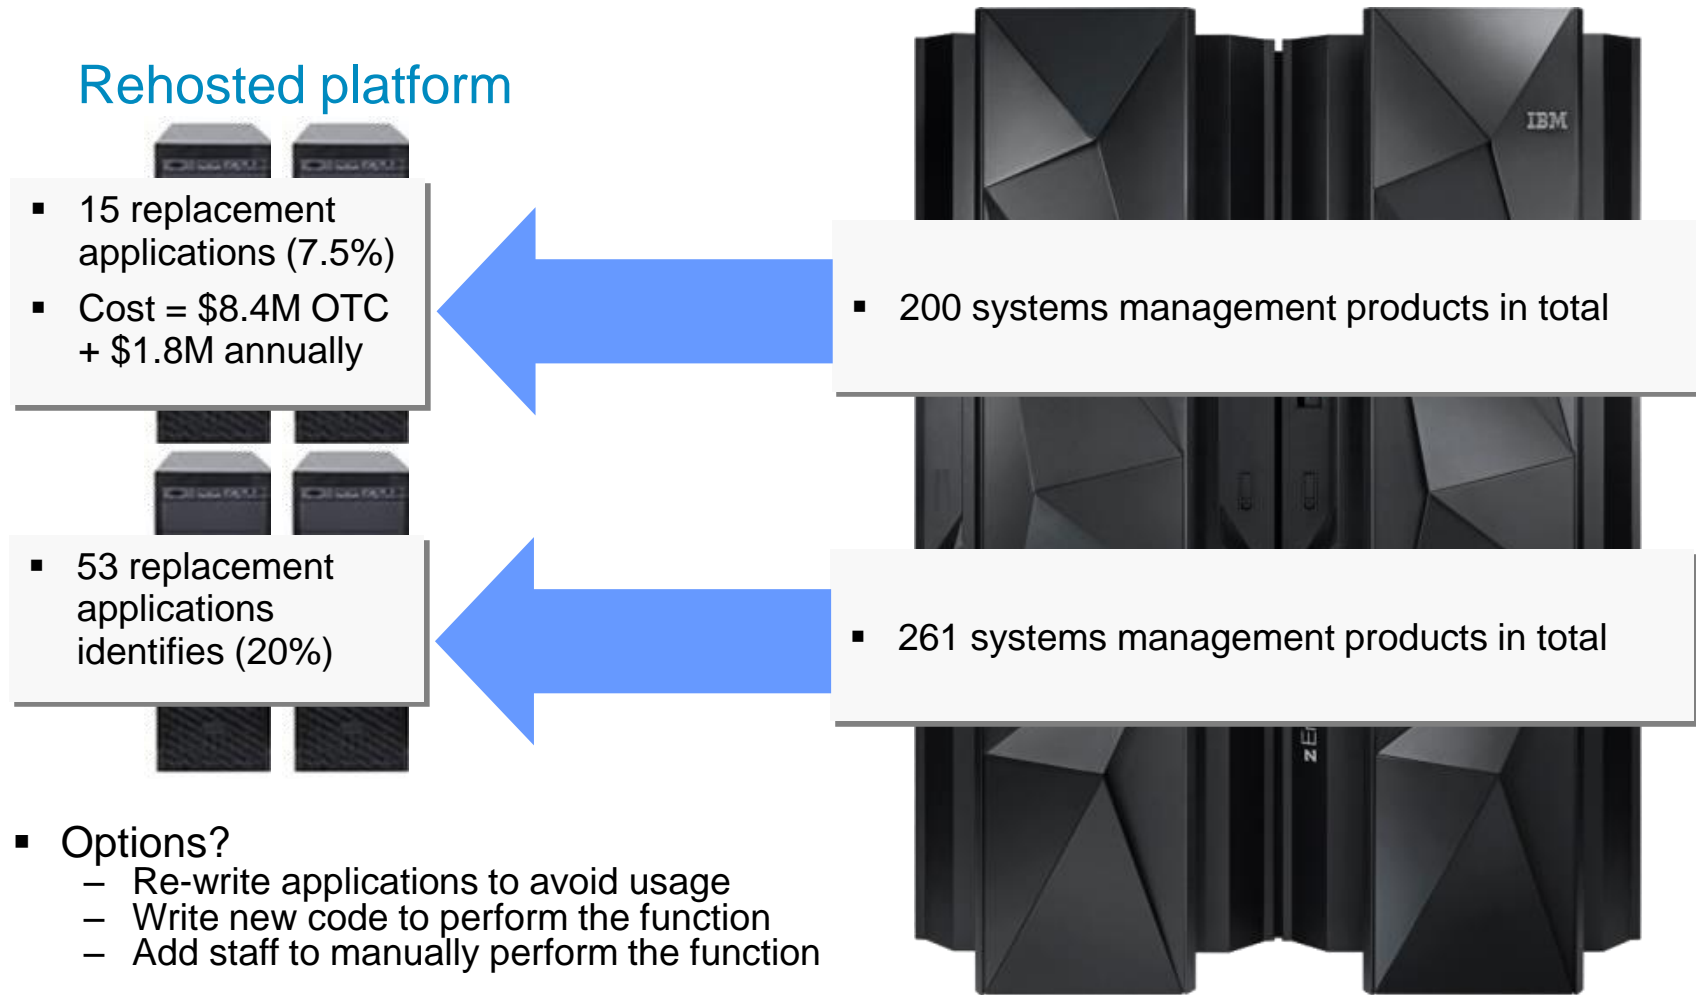 Rehosted platform
IBM
▪ 15 replacement
applications (7.5%)
▪ Cost = $8.4M OTC
+ $1.8M annually
▪ 200 systems management products in total
▪ 53 replacement
applications
identifies (20%)
▪ 261 systems management products in total
zEn
▪ Options?
– Re-write applications to avoid usage
– Write new code to perform the function
– Add staff to manually perform the function